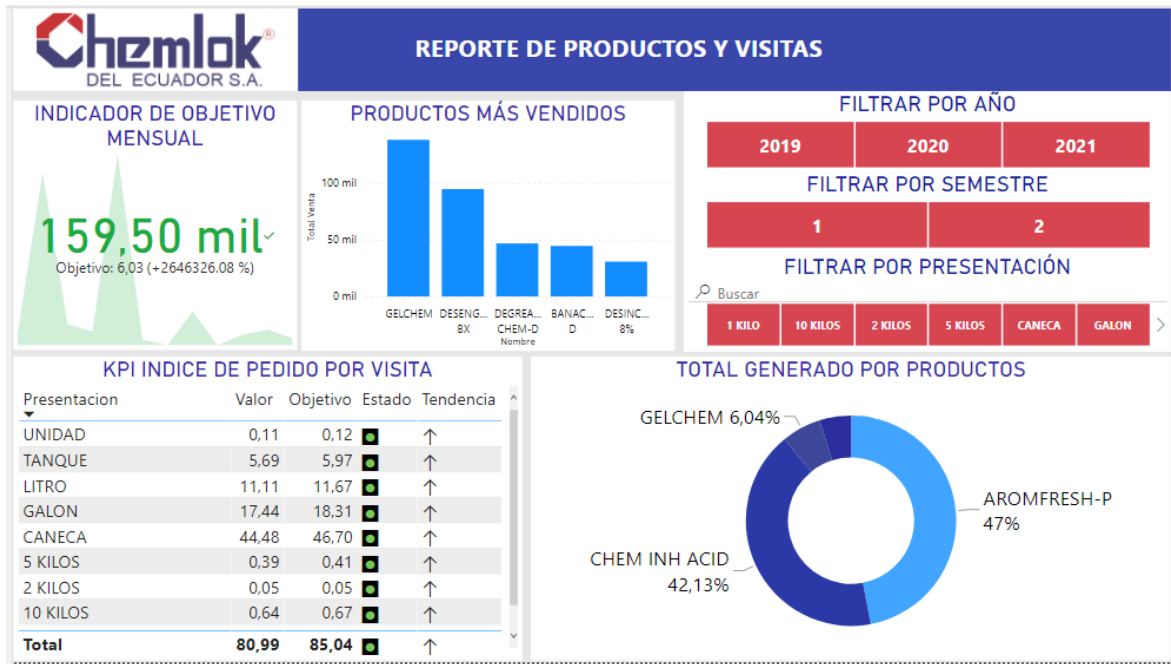 Chemlok®
DEL ECUADOR S.A.
REPORTE DE PRODUCTOS Y VISITAS
INDICADOR DE OBJETIVO
MENSUAL
159,50 mil
Objetivo: 6,03 (+2646326.08 %)
PRODUCTOS MÁS VENDIDOS
Total Venta
100 mil
50 mil
0 mil
GELCHEM DESENG... DEGREA... BANAC... DESINC...
BX CHEM-D D 8%
Nombre
FILTRAR POR AÑO
2019 2020 2021
FILTRAR POR SEMESTRE
1 2
FILTRAR POR PRESENTACIÓN
Buscar
1 KILO 10 KILOS 2 KILOS 5 KILOS CANECA GALON
KPI INDICE DE PEDIDO POR VISITA
Presentacion Valor Objetivo Estado Tendencia
UNIDAD 0,11 0,12
TANQUE 5,69 5,97
LITRO 11,11 11,67
GALON 17,44 18,31
CANECA 44,48 46,70
5 KILOS 0,39 0,41
2 KILOS 0,05 0,05
10 KILOS 0,64 0,67
Total 80,99 85,04
TOTAL GENERADO POR PRODUCTOS
GELCHEM 6,04%
AROMFRESH-P
47%
CHEM INH ACID
42,13%